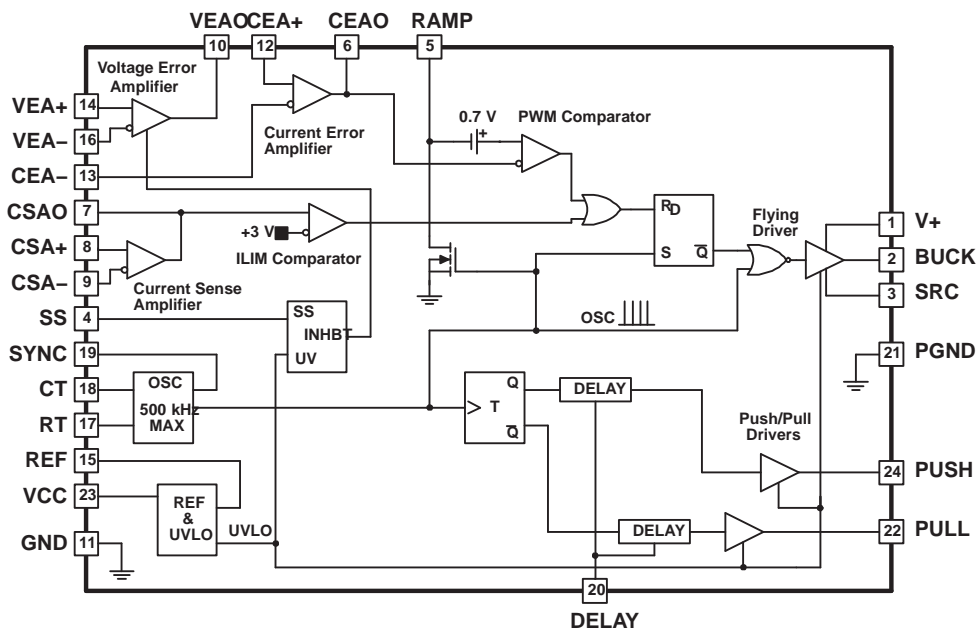 VEAO CEA+ CEAO RAMP
10 12 6 5
Voltage Error
Amplifier
VEA+ 14
VEA– 16
CEA– 13
Current Error
Amplifier
0.7 V
+
PWM Comparator
CSAO 7
CSA+ 8
CSA– 9
+3 V
ILIM Comparator
Current Sense
Amplifier
RD
S
Q
Flying
Driver
1 V+
2 BUCK
3 SRC
SS 4
SS
INHBT
UV
OSC
SYNC 19
CT 18
RT 17
OSC
500 kHz
MAX
21 PGND
T
Q
Q
DELAY
Push/Pull
Drivers
REF 15
VCC 23
GND 11
REF
&
UVLO
UVLO
DELAY
24 PUSH
22 PULL
20
DELAY